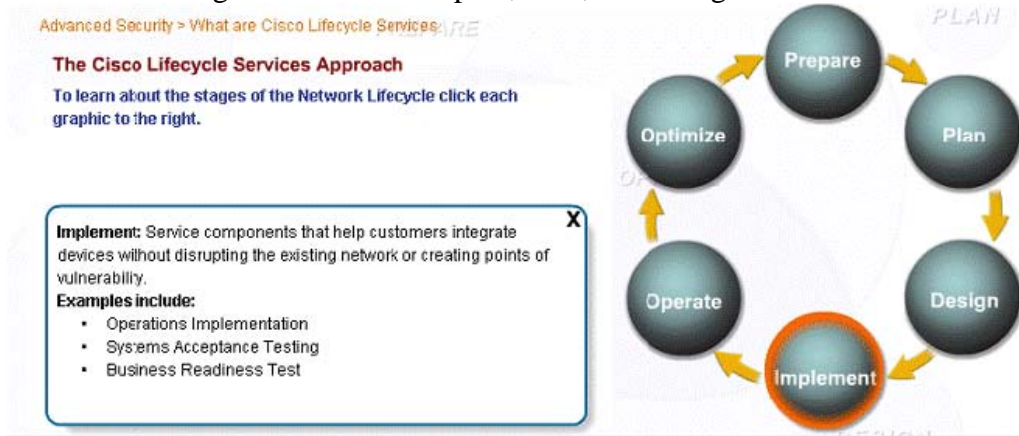 Advanced Security > What are Cisco Lifecycle Services
PLAN
The Cisco Lifecycle Services Approach
To learn about the stages of the Network Lifecycle click each
graphic to the right.
Prepare
Optimize
Plan
X
Implement: Service components that help customers integrate
devices without disrupting the existing network or creating points of
vulnerability.
Examples include:
• Operations Implementation
• Systems Acceptance Testing
• Business Readiness Test
Operate
Design
Implement